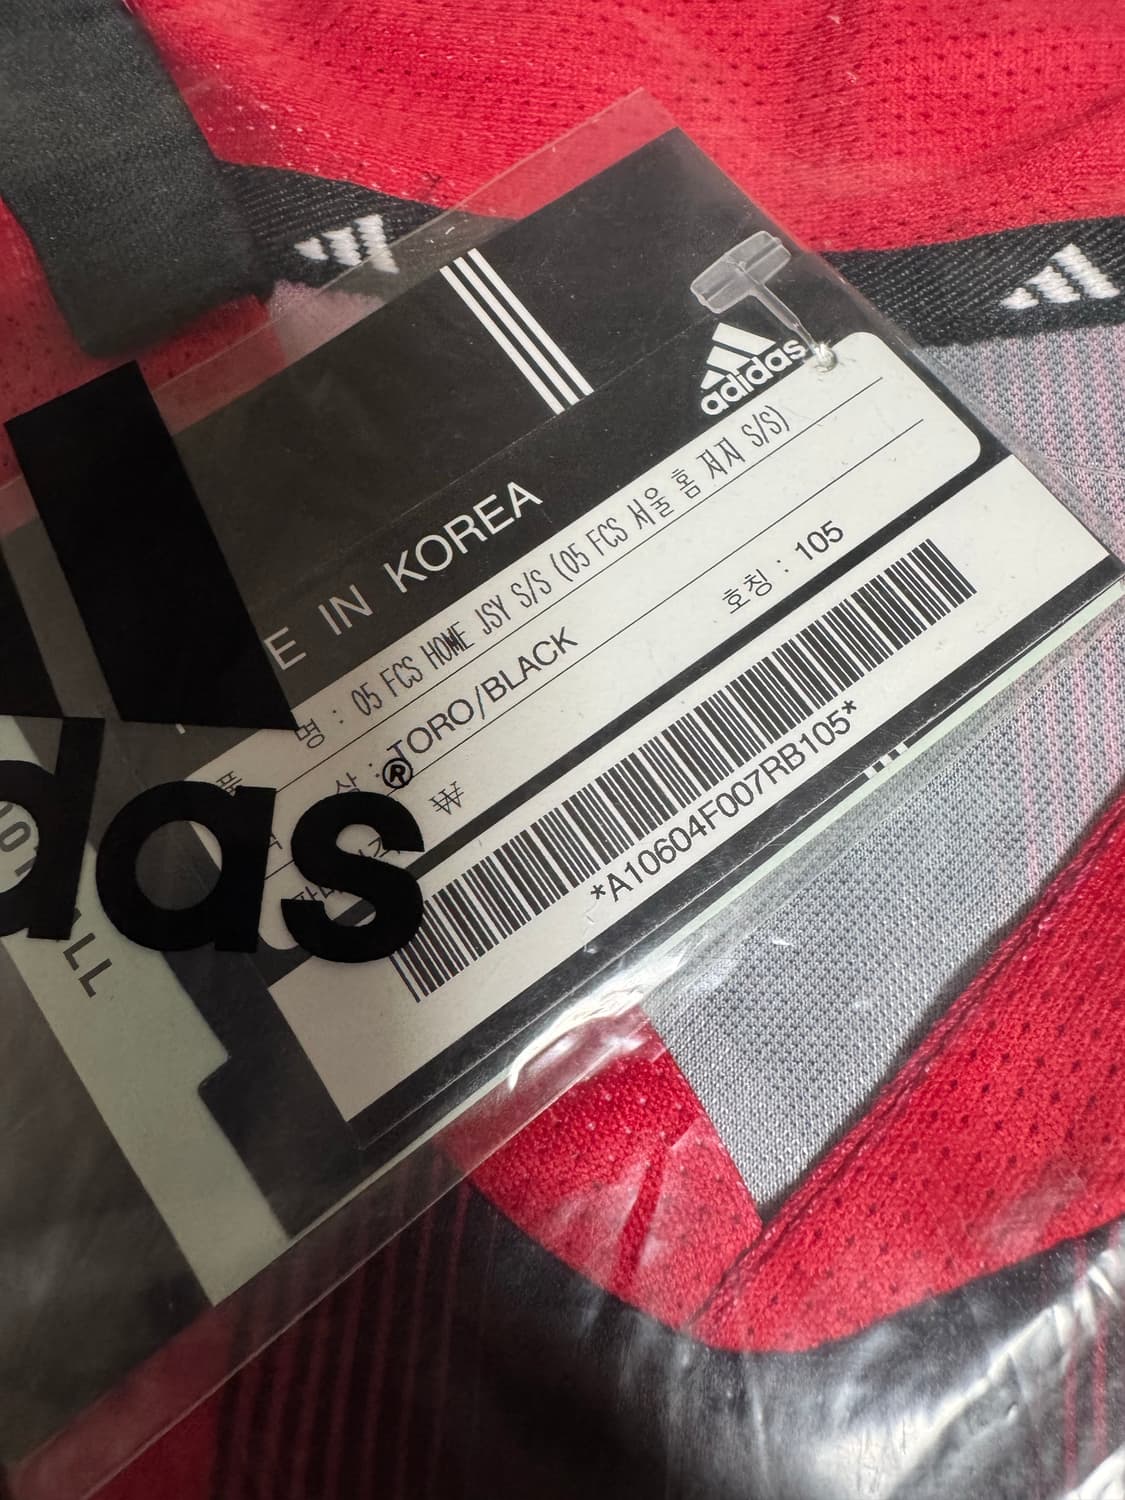 adidas
E IN KOREA
명 : 05 FCS HOME JSY S/S (05 FCS 서울 홈 저지 S/S)
상 : TORO/BLACK 호칭 : 105
₩
*A10604F007RB105*
das®
ALL